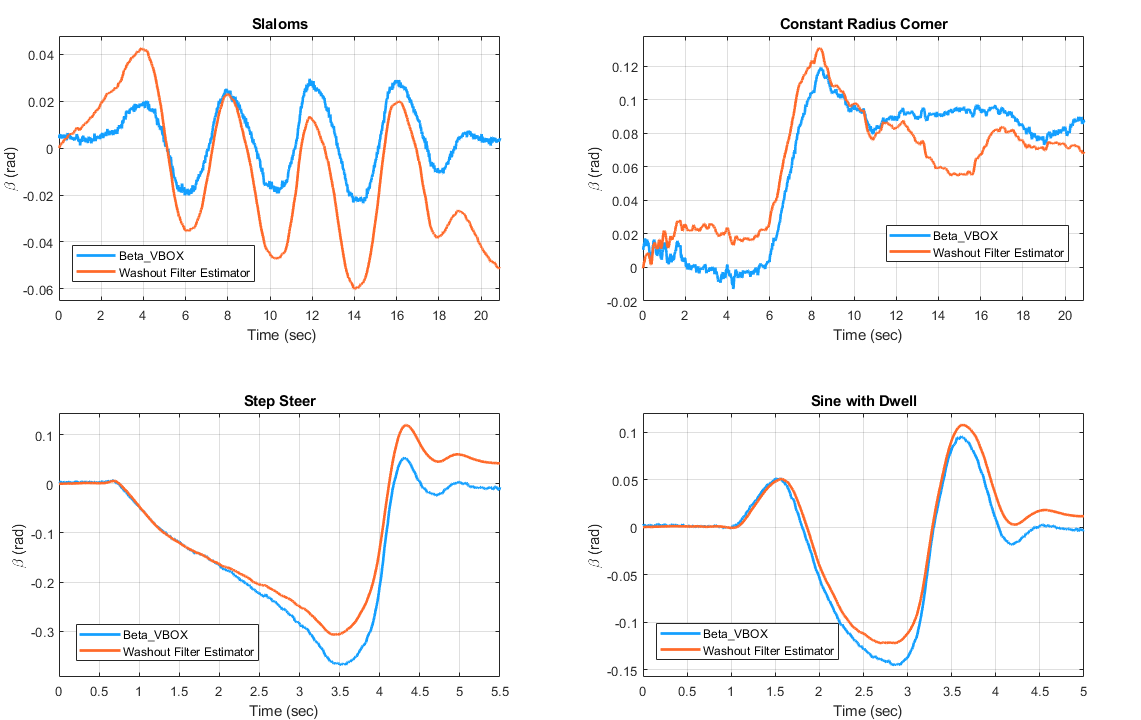 Slaloms
0.04
0.02
0
-0.02
-0.04
-0.06
β (rad)
Beta_VBOX
Washout Filter Estimator
0 2 4 6 8 10 12 14 16 18 20
Time (sec)
Constant Radius Corner
0.12
0.1
0.08
0.06
0.04
0.02
0
-0.02
β (rad)
Beta_VBOX
Washout Filter Estimator
0 2 4 6 8 10 12 14 16 18 20
Time (sec)
Step Steer
0.1
0
-0.1
-0.2
-0.3
β (rad)
Beta_VBOX
Washout Filter Estimator
0 0.5 1 1.5 2 2.5 3 3.5 4 4.5 5 5.5
Time (sec)
Sine with Dwell
0.1
0.05
0
-0.05
-0.1
-0.15
β (rad)
Beta_VBOX
Washout Filter Estimator
0 0.5 1 1.5 2 2.5 3 3.5 4 4.5 5
Time (sec)